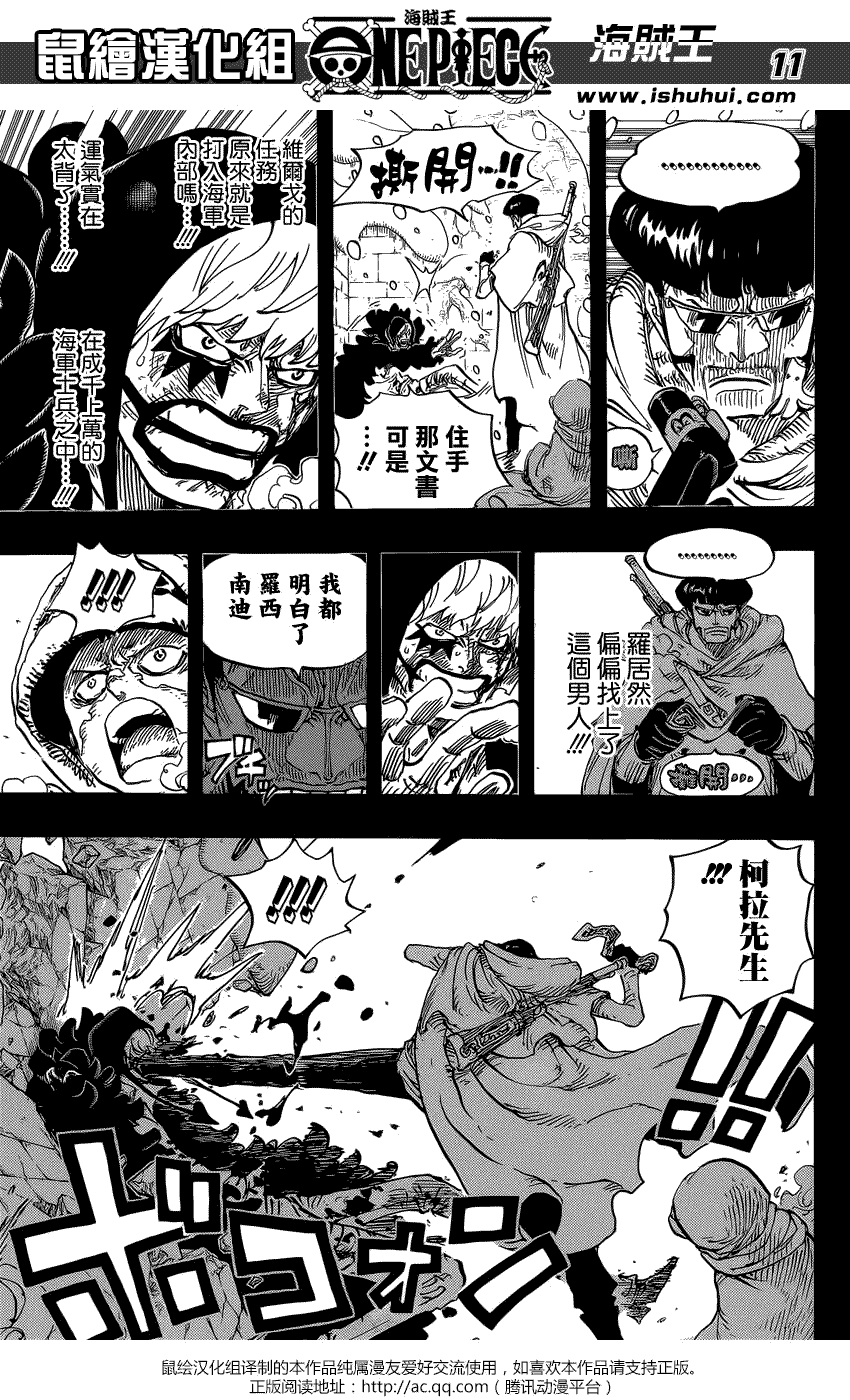 鼠繪漢化組
海賊王
ONE PIECE
海賊王
11
www.ishuhui.com
…………
嘶
撕開…!!
住手
那文書
可是
…!!
維爾戈的
任務
原來就是
打入海軍
內部嗎…!!!
運氣實在
太背了……!!!
在成千上萬的
海軍士兵之中…!!!
…………
羅居然
偏偏找上了
這個男人!!!
撕開…
我都
明白了
羅西
南迪
ブチ
!!!
柯拉先生
!!!
!!!
!!
ボゴォン
鼠绘汉化组译制的本作品纯属漫友爱好交流使用，如喜欢本作品请支持正版。
正版阅读地址：http://ac.qq.com（腾讯动漫平台）